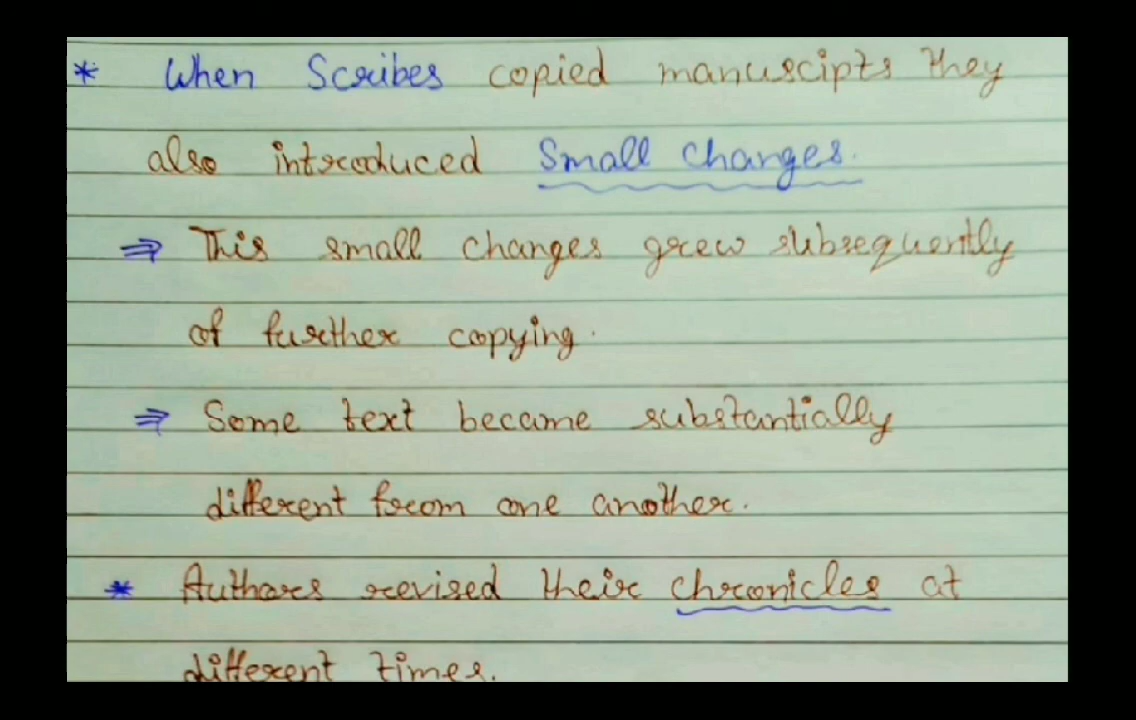 * When Scribes copied manuscipts they
also introduced Small changes.
⇒ This small changes grew subsequently
of further copying.
⇒ Some text became substantially
different from one another.
* Authors revised their chronicles at
different times.